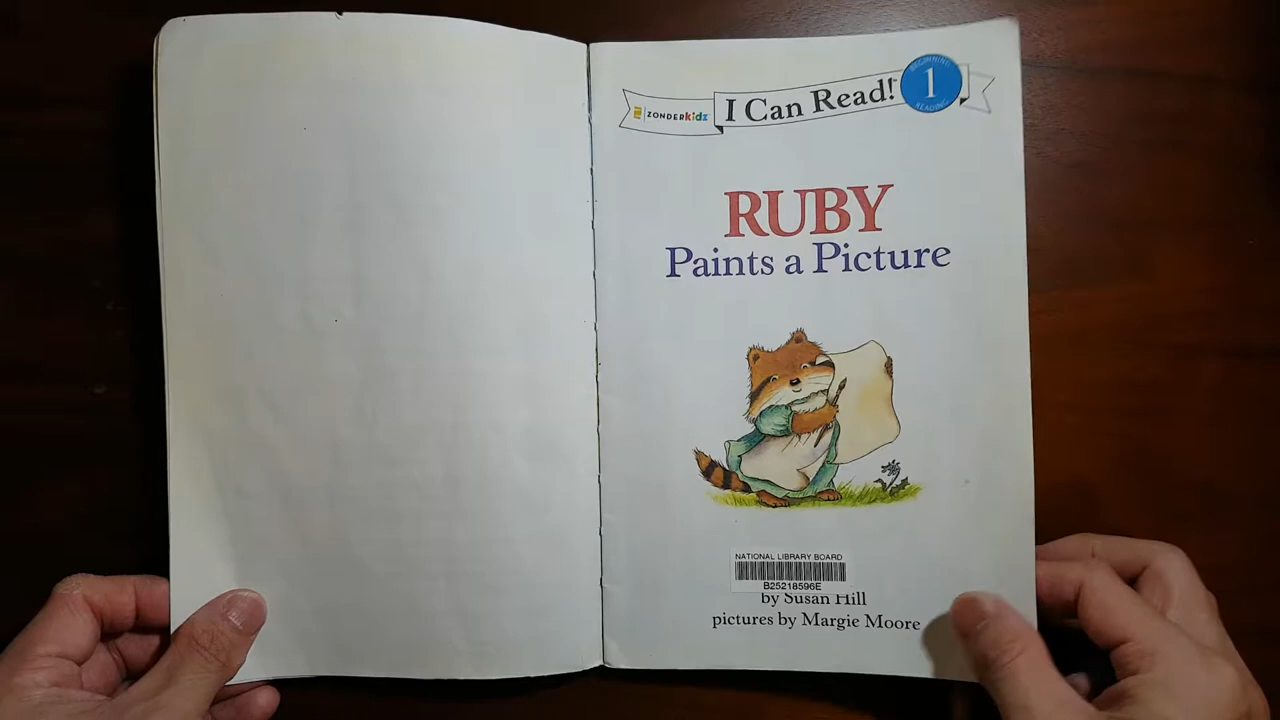 ZONDERkidz
I Can Read!
BEGINNING
1
READING
RUBY
Paints a Picture
NATIONAL LIBRARY BOARD
B25218596E
by Susan Hill
pictures by Margie Moore